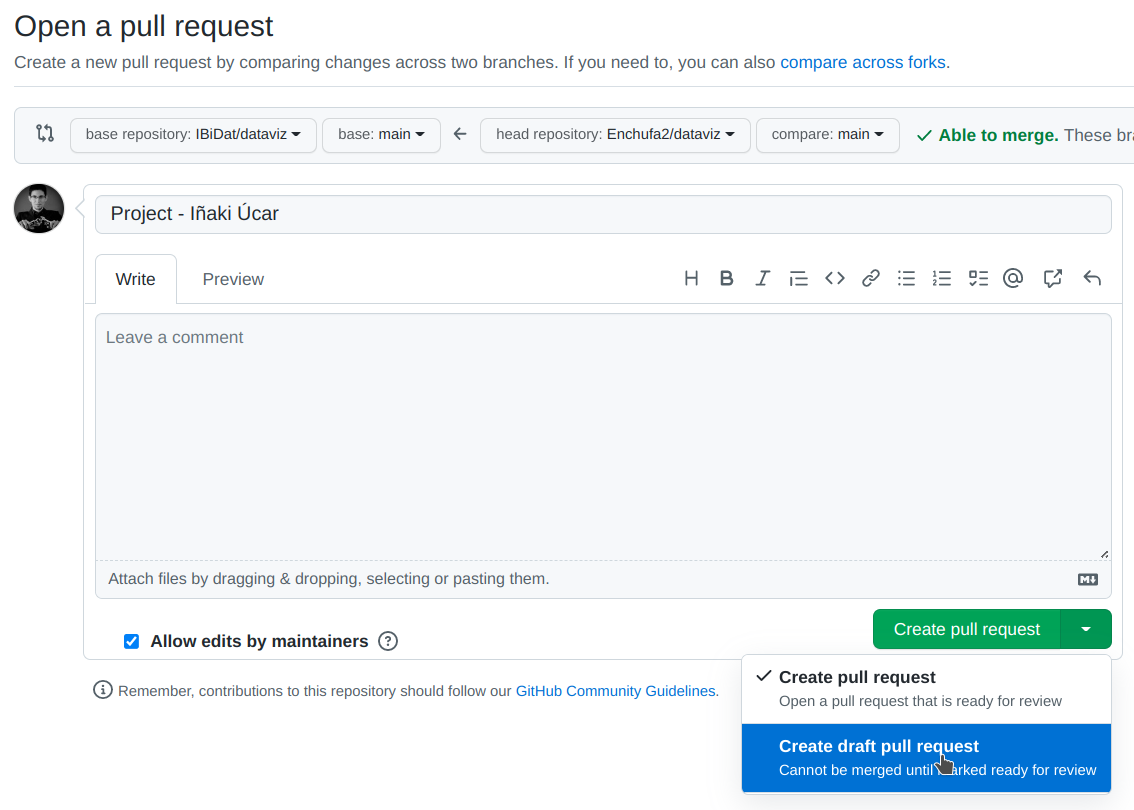 Open a pull request
Create a new pull request by comparing changes across two branches. If you need to, you can also compare across forks.
base repository: IBiDat/dataviz base: main head repository: Enchufa2/dataviz compare: main Able to merge. These
Project - Iñaki Úcar
Write Preview
Leave a comment
Attach files by dragging & dropping, selecting or pasting them.
Allow edits by maintainers
Create pull request
Remember, contributions to this repository should follow our GitHub Community Guidelines.
Create pull request
Open a pull request that is ready for review
Create draft pull request
Cannot be merged until marked ready for review